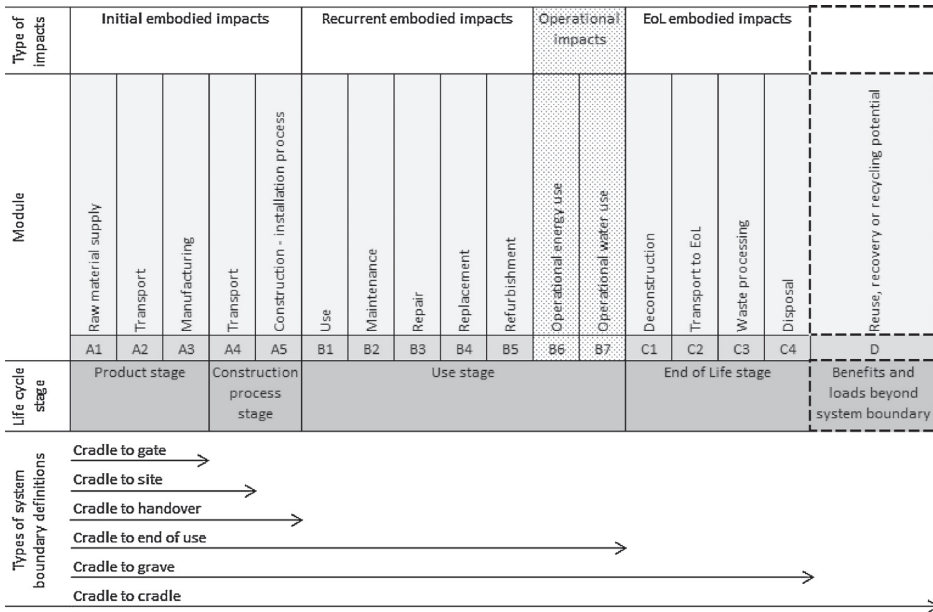 Type of
impacts
Initial embodied impacts
Recurrent embodied impacts
Operational
impacts
EoL embodied impacts
Module
Raw material supply
Transport
Manufacturing
Transport
Construction - installation process
Use
Maintenance
Repair
Replacement
Refurbishment
Operational energy use
Operational water use
Deconstruction
Transport to EoL
Waste processing
Disposal
Reuse, recovery or recycling potential
A1 A2 A3 A4 A5 B1 B2 B3 B4 B5 B6 B7 C1 C2 C3 C4 D
Life cycle
stage
Product stage
Construction
process
stage
Use stage
End of Life stage
Benefits and
loads beyond
system boundary
Types of system
boundary definitions
Cradle to gate
Cradle to site
Cradle to handover
Cradle to end of use
Cradle to grave
Cradle to cradle